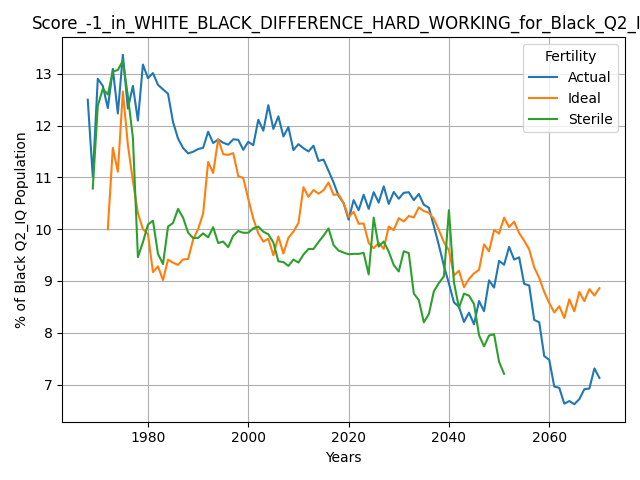 Score_-1_in_WHITE_BLACK_DIFFERENCE_HARD_WORKING_for_Black_Q2_I
Fertility
Actual
Ideal
Sterile
% of Black Q2_IQ Population
13
12
11
10
9
8
7
1980
2000
2020
2040
2060
Years